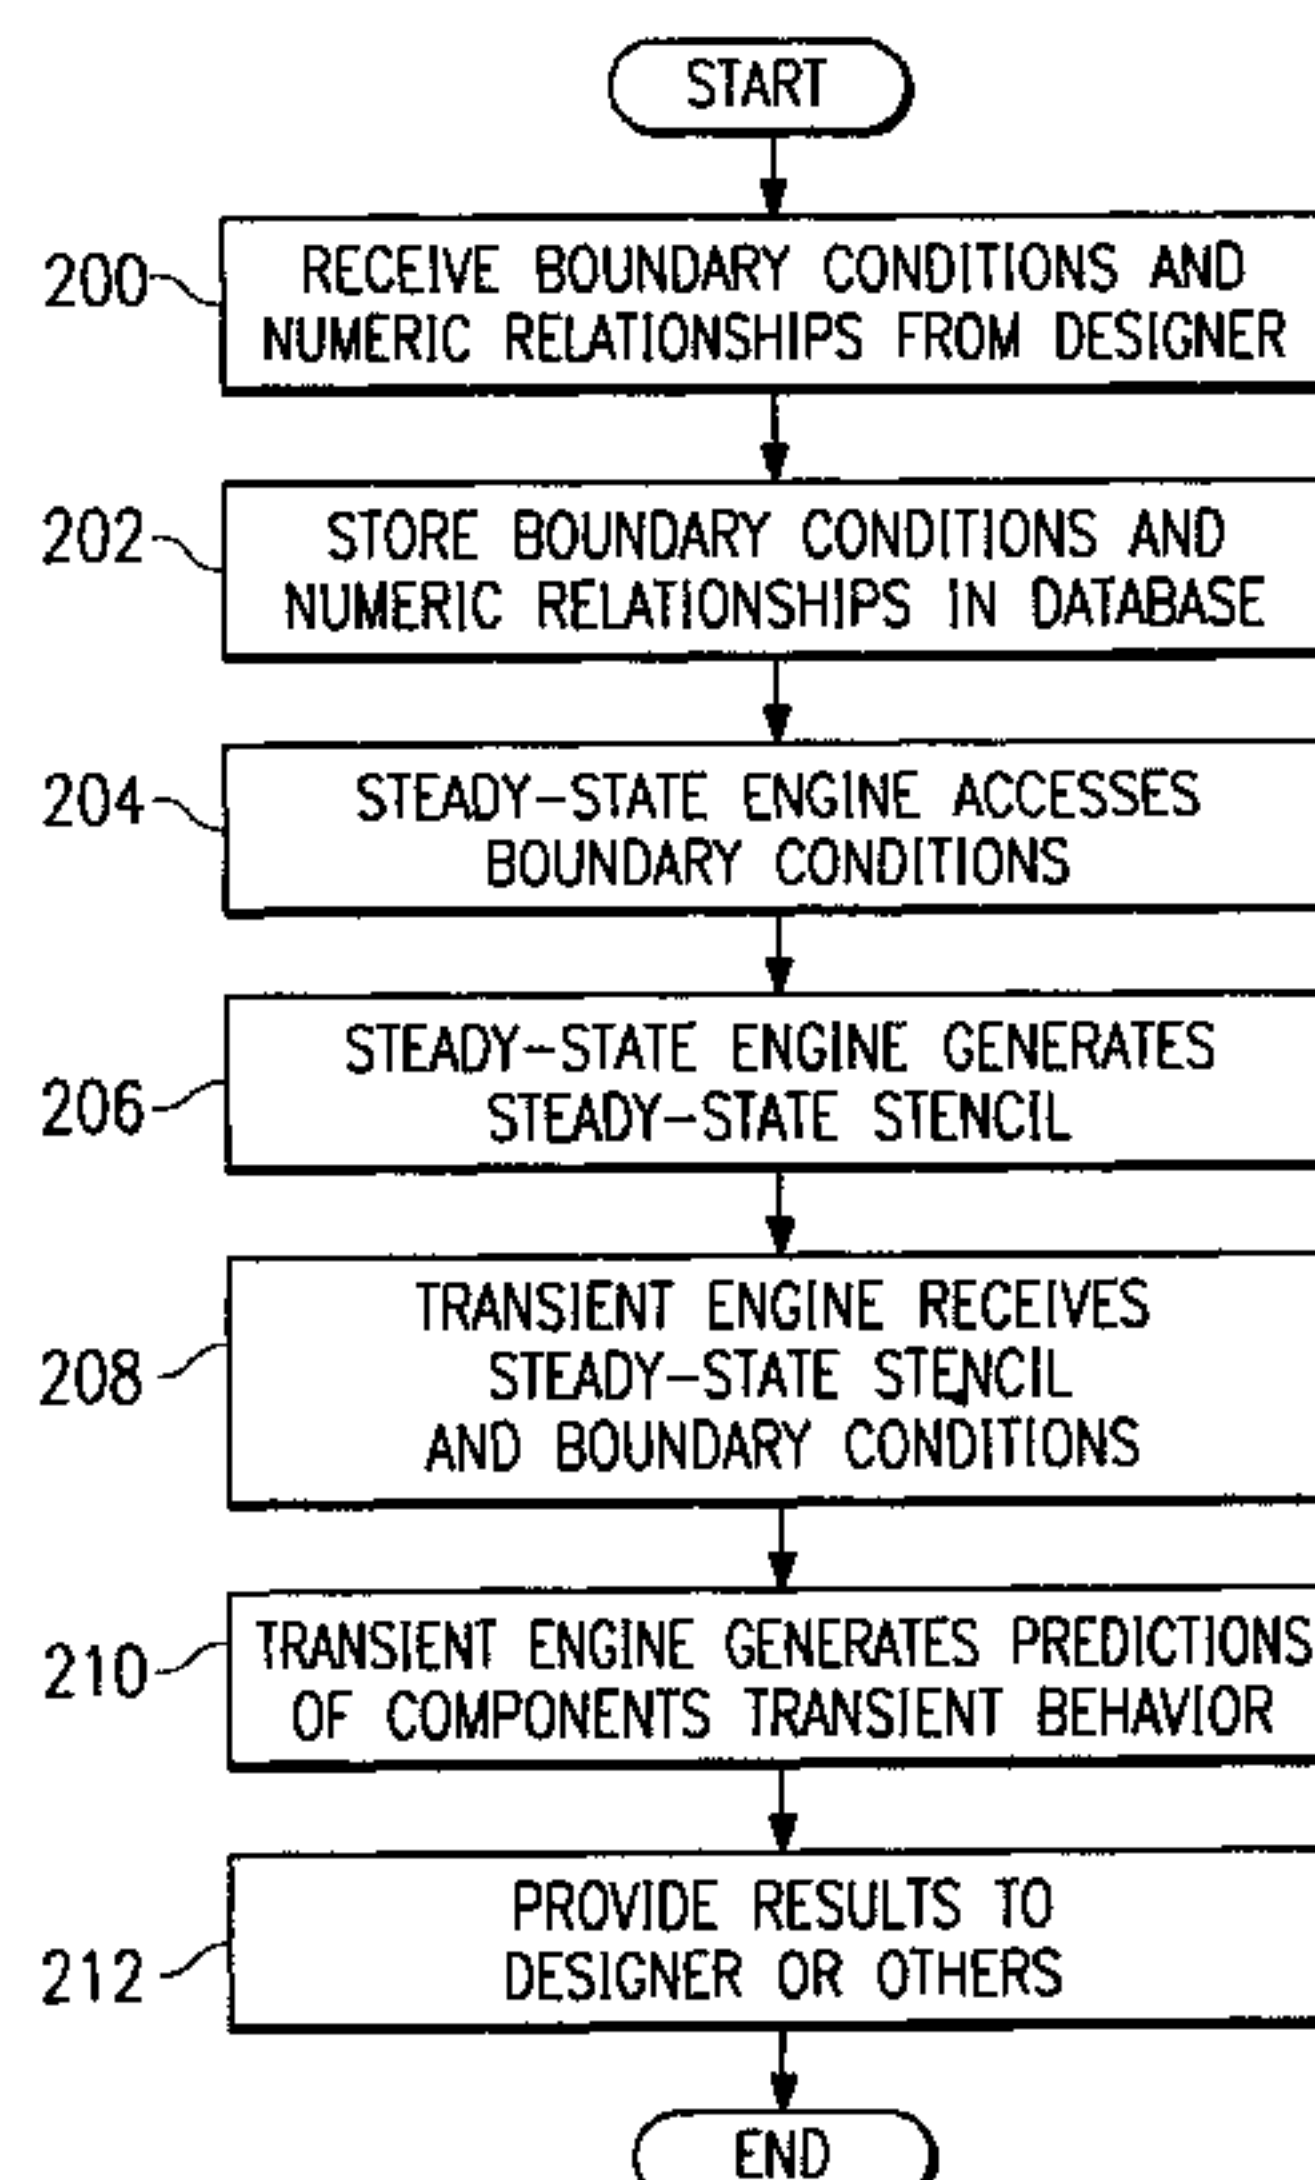 START
200
RECEIVE BOUNDARY CONDITIONS AND
NUMERIC RELATIONSHIPS FROM DESIGNER
202
STORE BOUNDARY CONDITIONS AND
NUMERIC RELATIONSHIPS IN DATABASE
204
STEADY-STATE ENGINE ACCESSES
BOUNDARY CONDITIONS
206
STEADY-STATE ENGINE GENERATES
STEADY-STATE STENCIL
208
TRANSIENT ENGINE RECEIVES
STEADY-STATE STENCIL
AND BOUNDARY CONDITIONS
210
TRANSIENT ENGINE GENERATES PREDICTIONS
OF COMPONENTS TRANSIENT BEHAVIOR
212
PROVIDE RESULTS TO
DESIGNER OR OTHERS
END